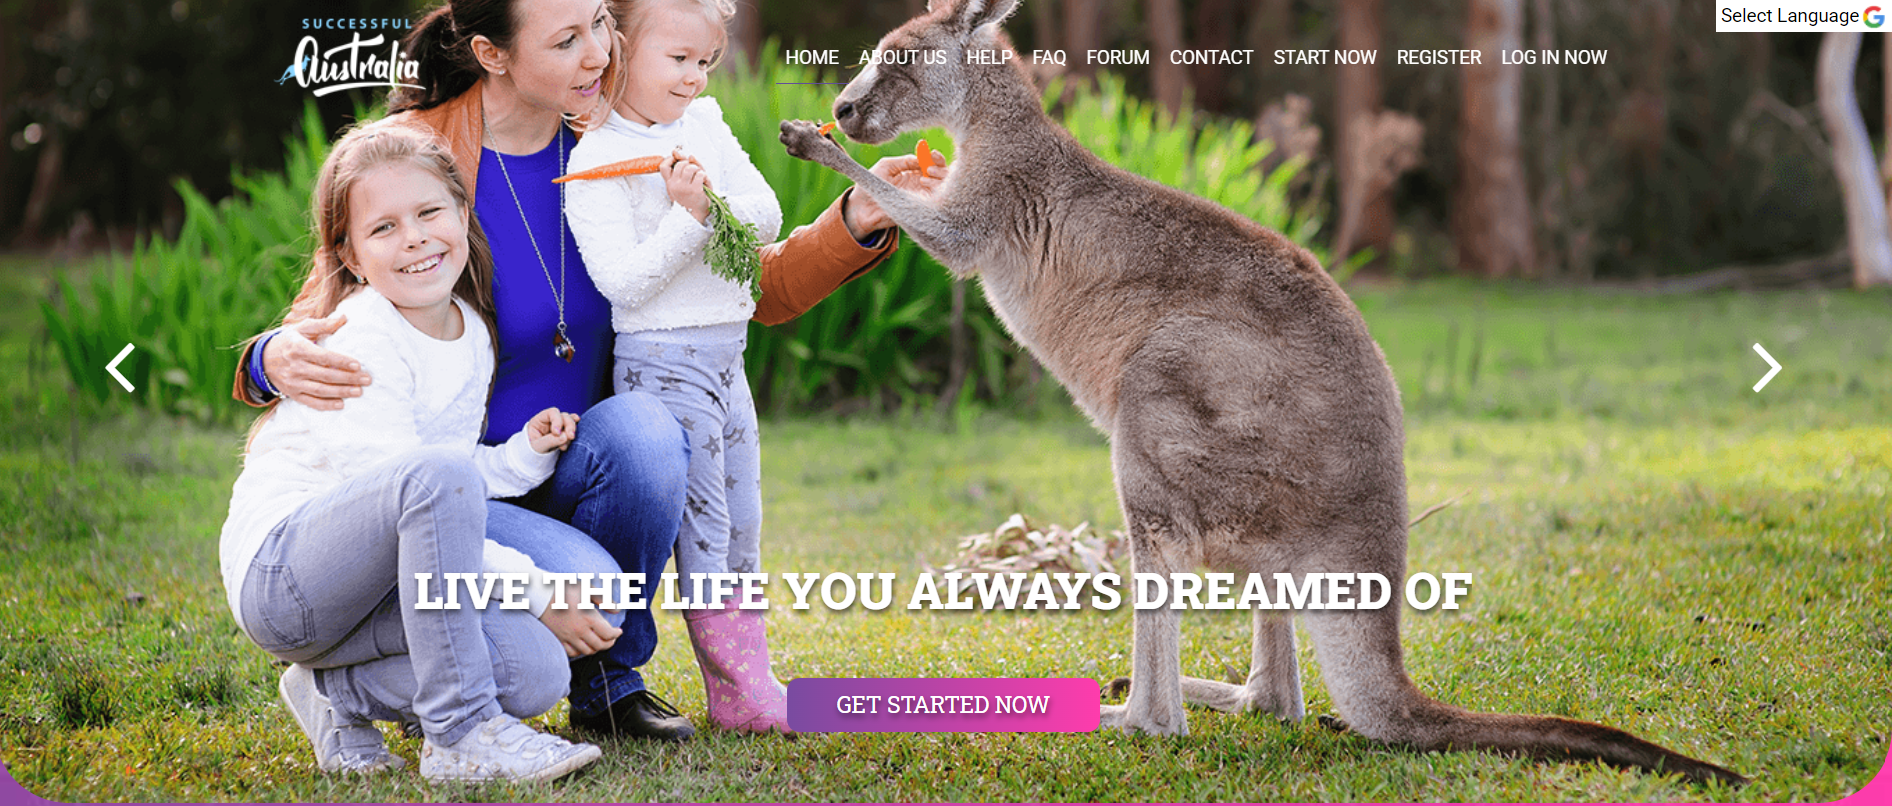 SUCCESSFUL
Australia
Select Language
HOME ABOUT US HELP FAQ FORUM CONTACT START NOW REGISTER LOG IN NOW
LIVE THE LIFE YOU ALWAYS DREAMED OF
GET STARTED NOW